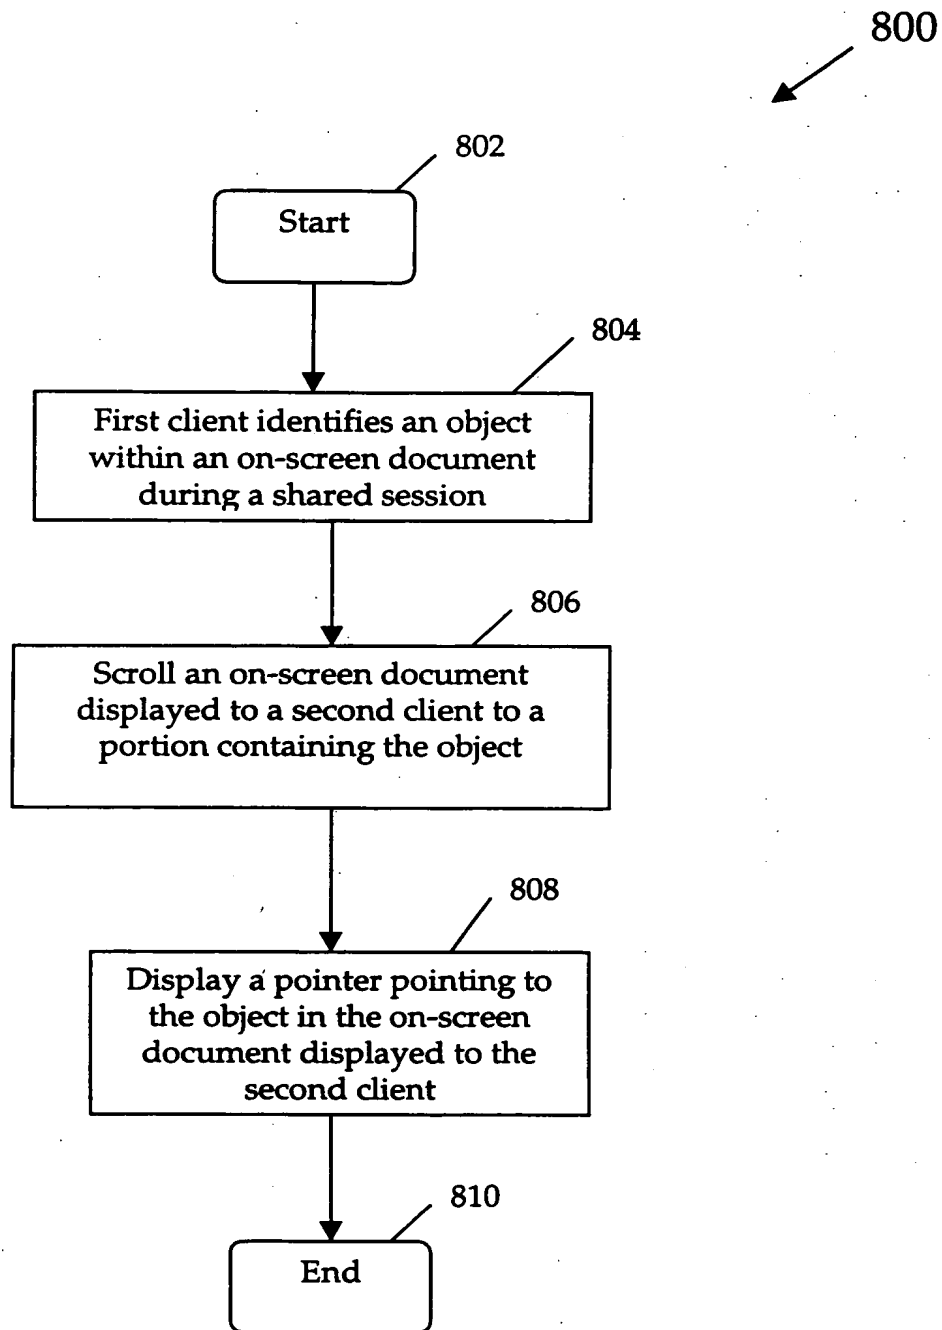 800
802
Start
804
First client identifies an object
within an on-screen document
during a shared session
806
Scroll an on-screen document
displayed to a second client to a
portion containing the object
808
Display a pointer pointing to
the object in the on-screen
document displayed to the
second client
810
End